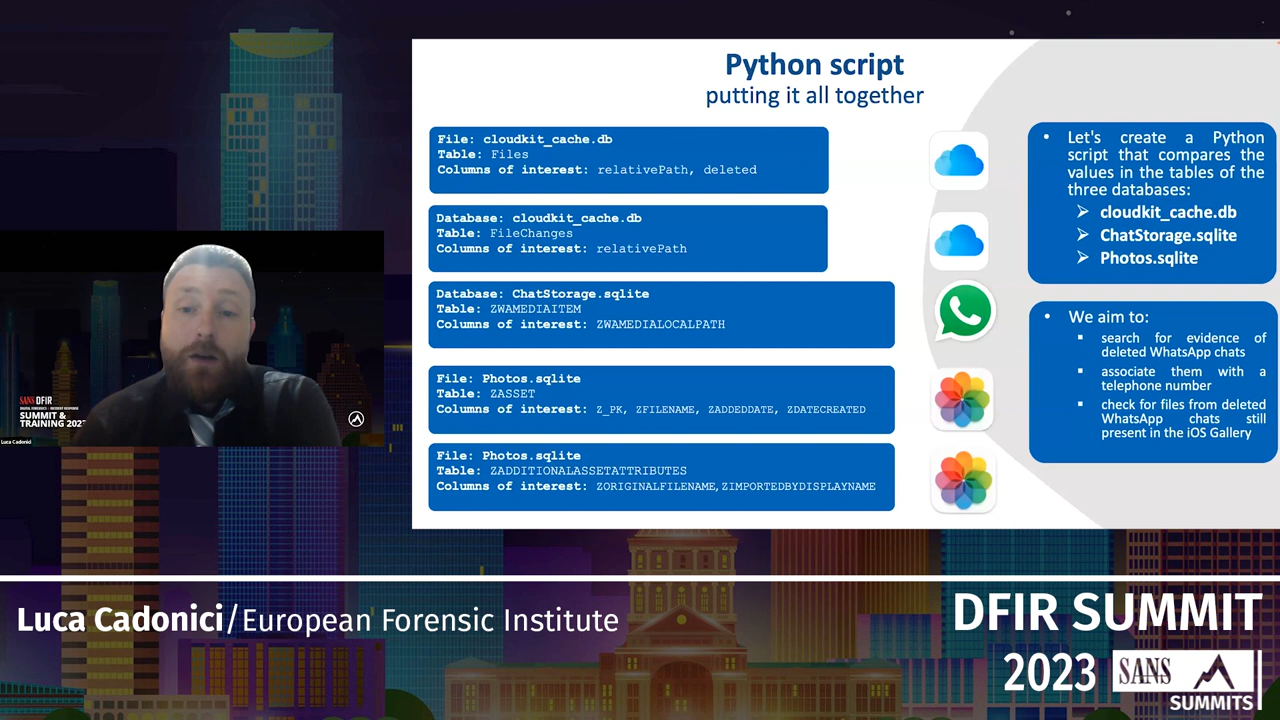 Python script
putting it all together
File: cloudkit_cache.db
Table: Files
Columns of interest: relativePath, deleted
Database: cloudkit_cache.db
Table: FileChanges
Columns of interest: relativePath
Database: ChatStorage.sqlite
Table: ZWAMEDIAITEM
Columns of interest: ZWAMEDIALOCALPATH
File: Photos.sqlite
Table: ZASSET
Columns of interest: Z_PK, ZFILENAME, ZADDEDDATE, ZDATECREATED
File: Photos.sqlite
Table: ZADDITIONALASSETATTRIBUTES
Columns of interest: ZORIGINALFILENAME,ZIMPORTEDBYDISPLAYNAME
• Let's create a Python
script that compares the
values in the tables of the
three databases:
➢ cloudkit_cache.db
➢ ChatStorage.sqlite
➢ Photos.sqlite
• We aim to:
▪ search for evidence of
deleted WhatsApp chats
▪ associate them with a
telephone number
▪ check for files from deleted
WhatsApp chats still
present in the iOS Gallery
SANS DFIR
DIGITAL FORENSICS & INCIDENT RESPONSE
SUMMIT &
TRAINING 202
Luca Cadonici
Luca Cadonici/European Forensic Institute
DFIR SUMMIT
2023 SANS
SUMMITS